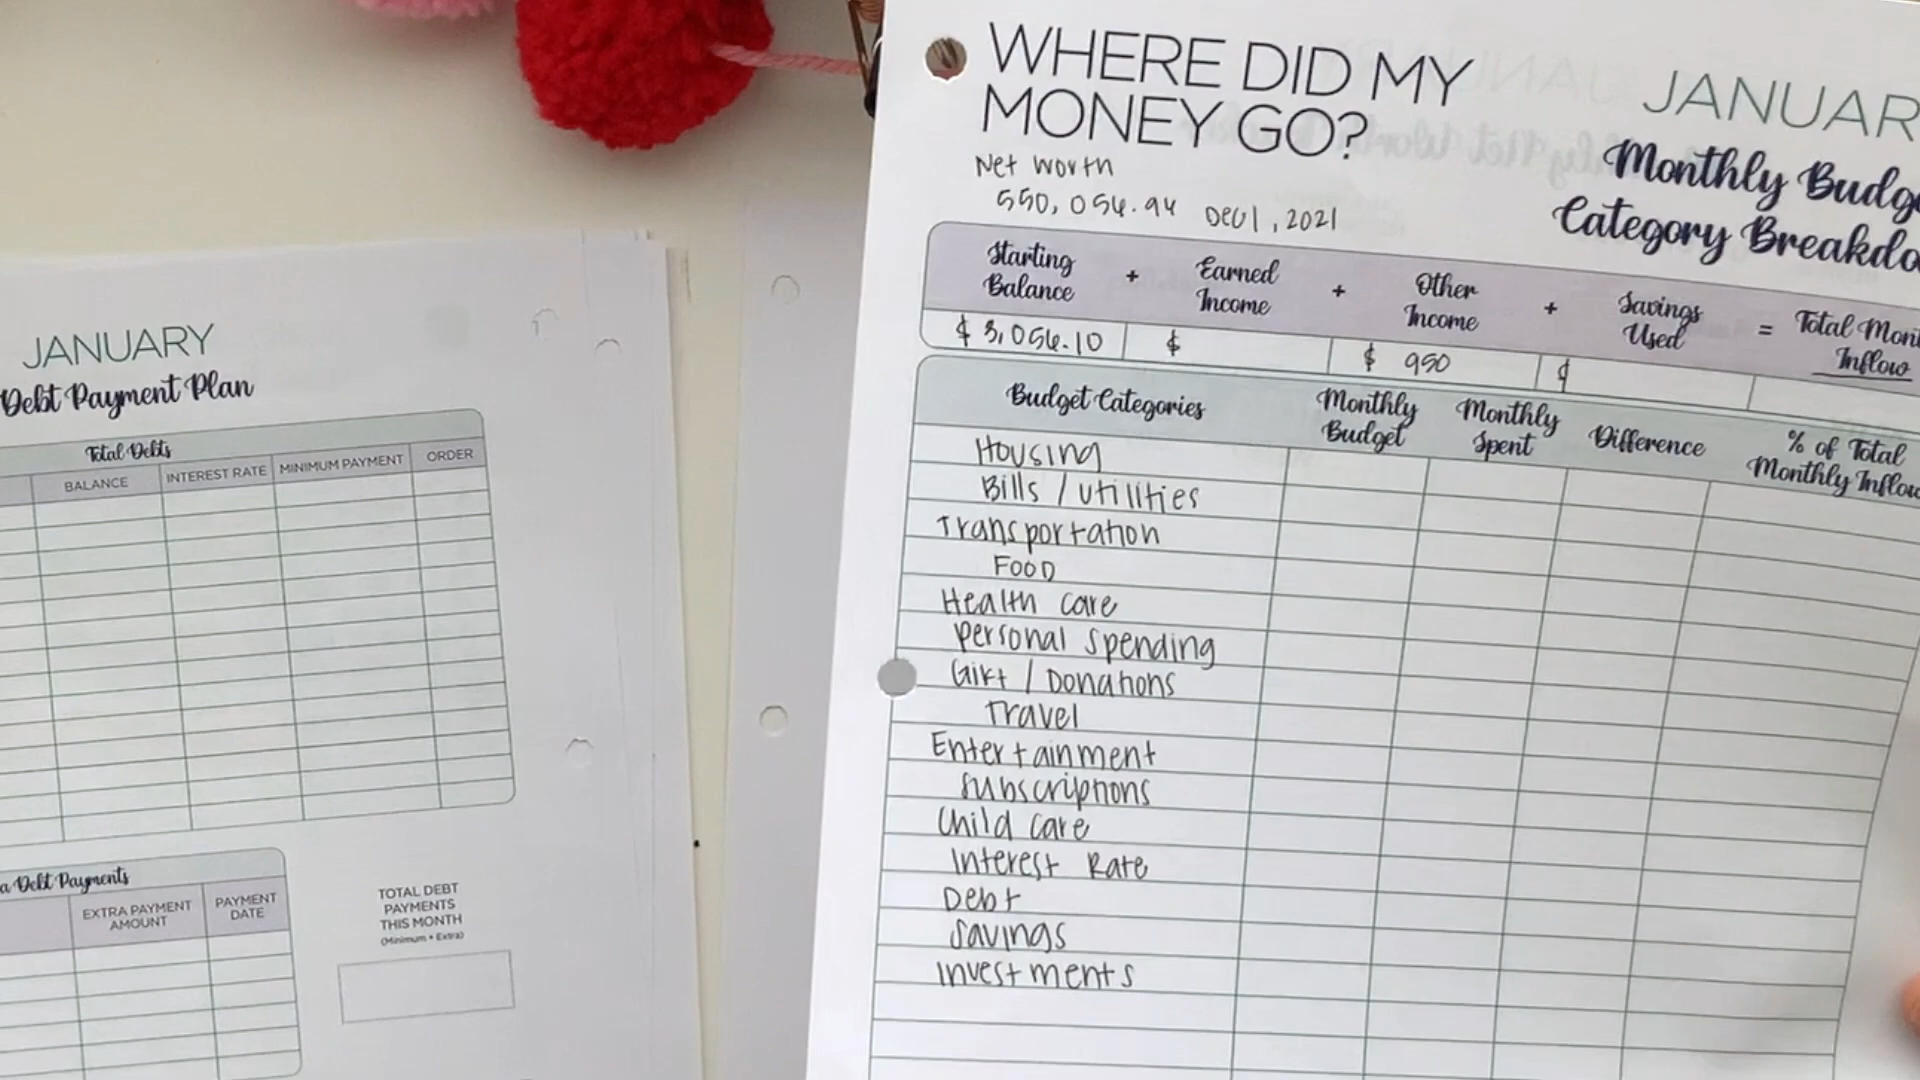 JANUARY
Debt Payment Plan
Total Debts
BALANCE INTEREST RATE MINIMUM PAYMENT ORDER
Debt Payments
EXTRA PAYMENT AMOUNT PAYMENT DATE
TOTAL DEBT
PAYMENTS
THIS MONTH
(Minimum + Extra)
WHERE DID MY
MONEY GO?
Net Worth
550,054.94 Dec 1, 2021
JANUAR
Monthly Budg
Category Breakdo
Starting Balance + Earned Income + Other Income + Savings Used = Total Mon Inflow
$ 3,056.10 $ $ 950 $
Budget Categories Monthly Budget Monthly Spent Difference % of Total Monthly Inflow
Housing
Bills / utilities
Transportation
Food
Health care
Personal spending
Gift / Donations
Travel
Entertainment
Subscriptions
Child care
Interest Rate
Debt
Savings
Investments